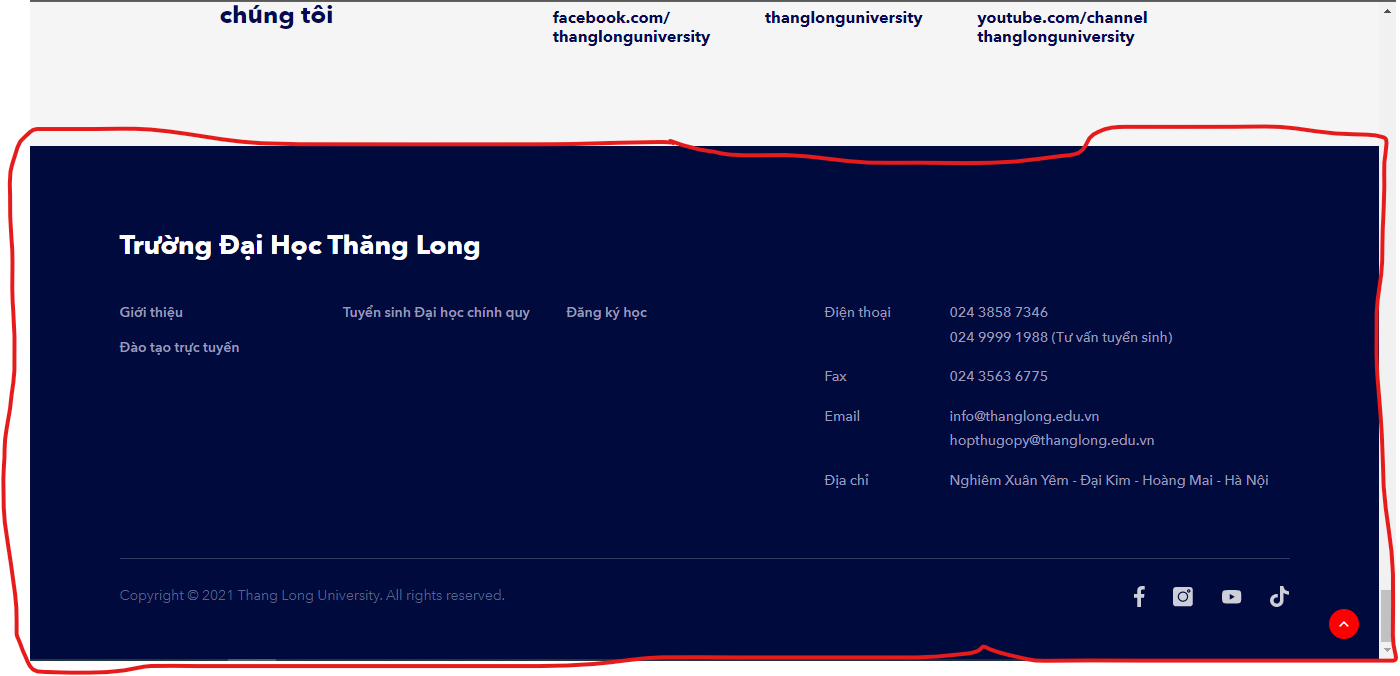 chúng tôi
facebook.com/
thanglonguniversity
thanglonguniversity
youtube.com/channel
thanglonguniversity
Trường Đại Học Thăng Long
Giới thiệu
Đào tạo trực tuyến
Tuyển sinh Đại học chính quy
Đăng ký học
Điện thoại
024 3858 7346
024 9999 1988 (Tư vấn tuyển sinh)
Fax
024 3563 6775
Email
info@thanglong.edu.vn
hopthugopy@thanglong.edu.vn
Địa chỉ
Nghiêm Xuân Yêm - Đại Kim - Hoàng Mai - Hà Nội
Copyright © 2021 Thang Long University. All rights reserved.